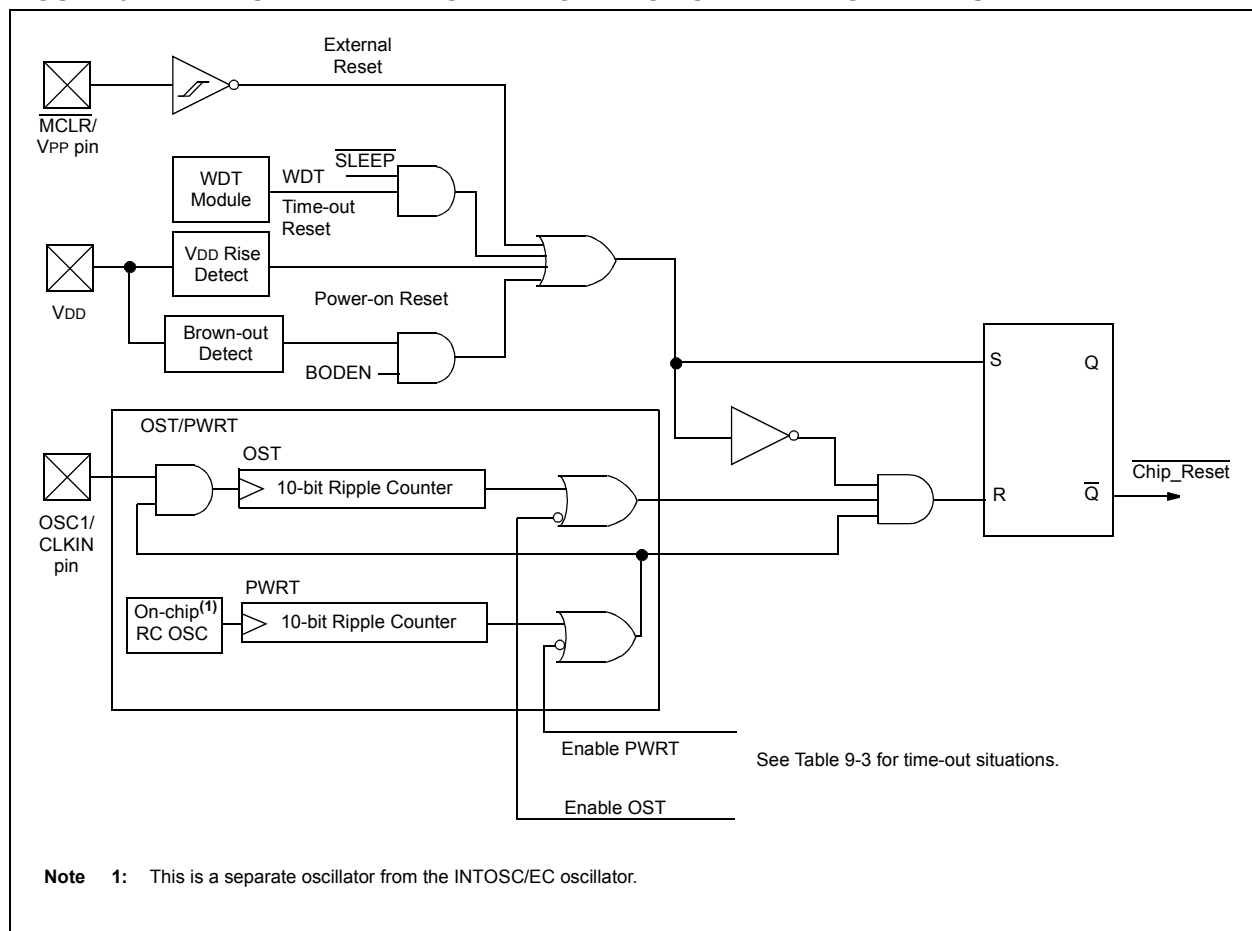 External
Reset
M̅C̅L̅R̅/
VPP pin
S̅L̅E̅E̅P̅
WDT
Module
WDT
Time-out
Reset
VDD
VDD Rise
Detect
Power-on Reset
Brown-out
Detect
BODEN
S
Q
R
Q̅
C̅h̅i̅p̅_̅R̅e̅s̅e̅t̅
OST/PWRT
OST
10-bit Ripple Counter
OSC1/
CLKIN
pin
PWRT
On-chip(1)
RC OSC
10-bit Ripple Counter
Enable PWRT
See Table 9-3 for time-out situations.
Enable OST
Note 1: This is a separate oscillator from the INTOSC/EC oscillator.